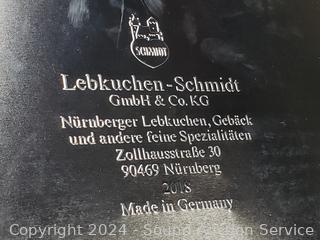 SCHMIDT
Lebkuchen-Schmidt
GmbH & Co. KG
Nürnberger Lebkuchen, Gebäck
und andere feine Spezialitäten
Zollhausstraße 30
90469 Nürnberg
2018
Made in Germany
Copyright 2024 - Sound Auction Service